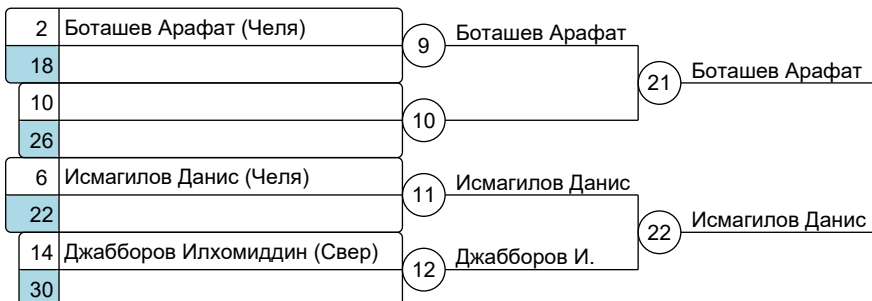 2 Боташев Арафат (Челя)
18
9 Боташев Арафат
21 Боташев Арафат
10
26
10
6 Исмагилов Данис (Челя)
22
11 Исмагилов Данис
22 Исмагилов Данис
14 Джабборов Илхомиддин (Свер)
30
12 Джабборов И.